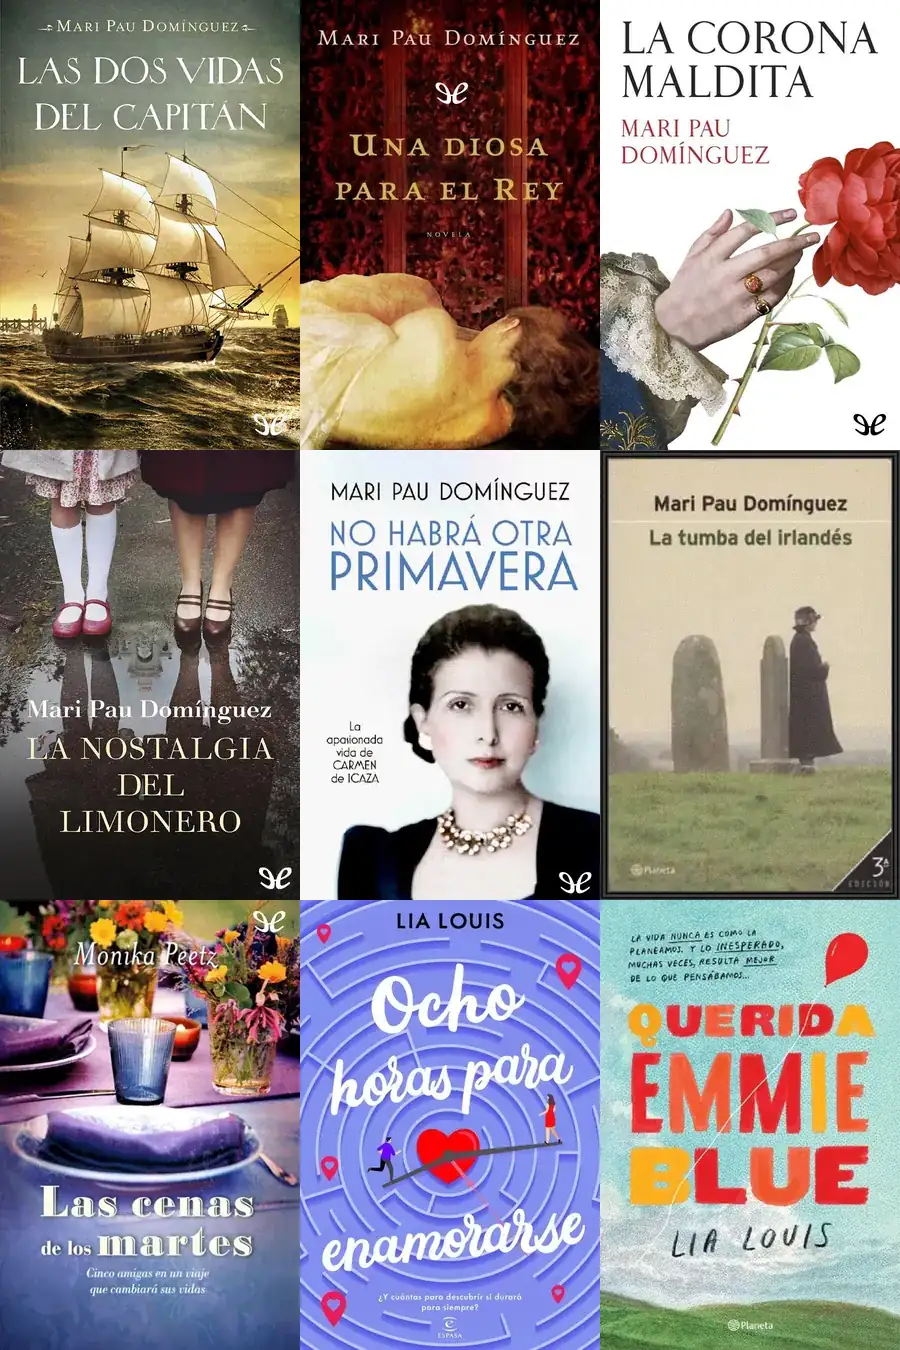 MARI PAU DOMÍNGUEZ
LAS DOS VIDAS
DEL CAPITÁN
MARI PAU DOMÍNGUEZ
UNA DIOSA
PARA EL REY
NOVELA
LA CORONA
MALDITA
MARI PAU
DOMÍNGUEZ
Mari Pau Domínguez
LA NOSTALGIA
DEL
LIMONERO
MARI PAU DOMÍNGUEZ
NO HABRÁ OTRA
PRIMAVERA
La
apasionada
vida de
CARMEN
de ICAZA
Mari Pau Domínguez
La tumba del irlandés
Planeta
3ª
EDICIÓN
Monika Peetz
Las cenas
de los martes
Cinco amigas en un viaje
que cambiará sus vidas
LIA LOUIS
Ocho
horas para
enamorarse
¿Y cuántas para descubrir si durará
para siempre?
ESPASA
LA VIDA NUNCA ES COMO LA
PLANEAMOS. Y LO INESPERADO,
MUCHAS VECES, RESULTA MEJOR
DE LO QUE PENSÁBAMOS...
QUERIDA
EMMIE
BLUE
LIA LOUIS
Planeta